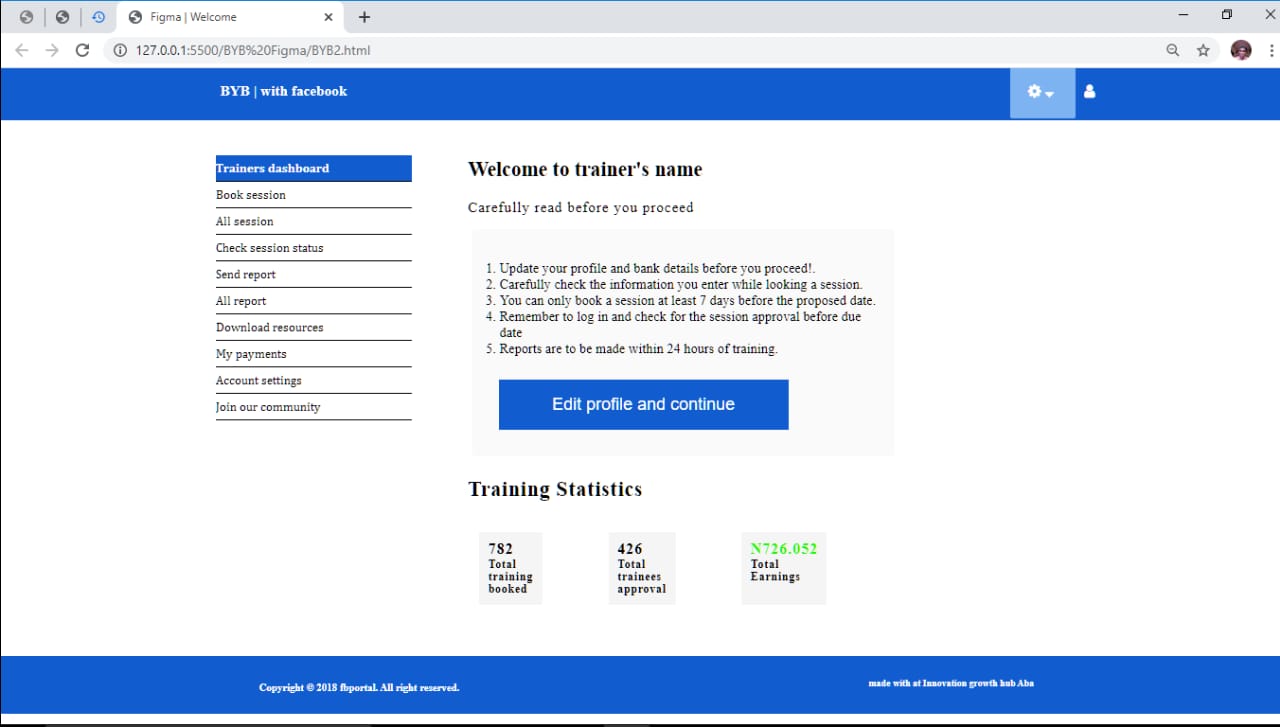 Figma | Welcome
127.0.0.1:5500/BYB%20Figma/BYB2.html
BYB | with facebook
Trainers dashboard
Book session
All session
Check session status
Send report
All report
Download resources
My payments
Account settings
Join our community
Welcome to trainer's name
Carefully read before you proceed
1. Update your profile and bank details before you proceed!.
2. Carefully check the information you enter while looking a session.
3. You can only book a session at least 7 days before the proposed date.
4. Remember to log in and check for the session approval before due
date
5. Reports are to be made within 24 hours of training.
Edit profile and continue
Training Statistics
782
Total
training
booked
426
Total
trainees
approval
N726.052
Total
Earnings
Copyright © 2018 fbportal. All right reserved.
made with at Innovation growth hub Aba